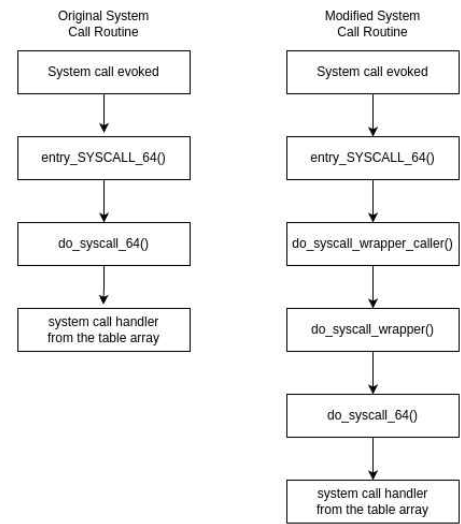 Original System
Call Routine
System call evoked
entry_SYSCALL_64()
do_syscall_64()
system call handler
from the table array
Modified System
Call Routine
System call evoked
entry_SYSCALL_64()
do_syscall_wrapper_caller()
do_syscall_wrapper()
do_syscall_64()
system call handler
from the table array